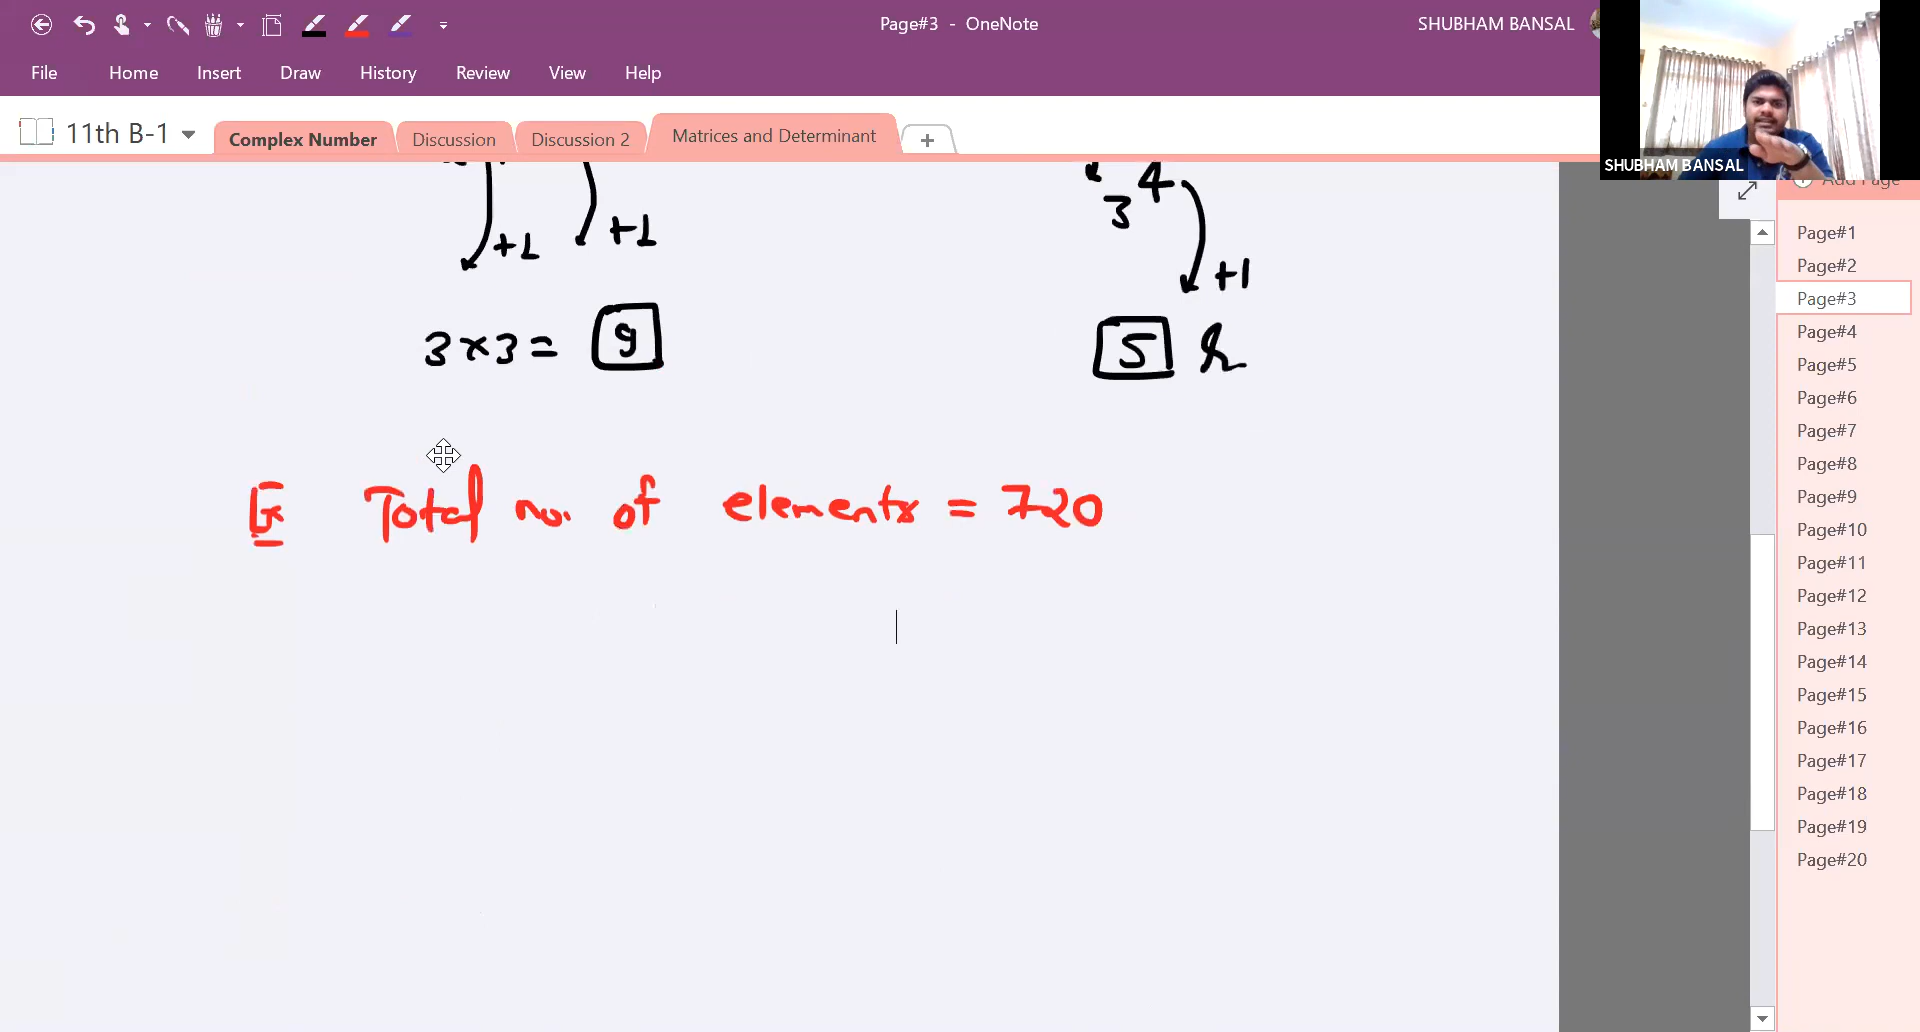 Page#3 - OneNote
SHUBHAM BANSAL
File Home Insert Draw History Review View Help
11th B-1 Complex Number Discussion Discussion 2 Matrices and Determinant +
SHUBHAM BANSAL
Add Page
4
3
+1 +1
+1
3×3 = 9
5
Ex Total no. of elements = 720
Page#1
Page#2
Page#3
Page#4
Page#5
Page#6
Page#7
Page#8
Page#9
Page#10
Page#11
Page#12
Page#13
Page#14
Page#15
Page#16
Page#17
Page#18
Page#19
Page#20